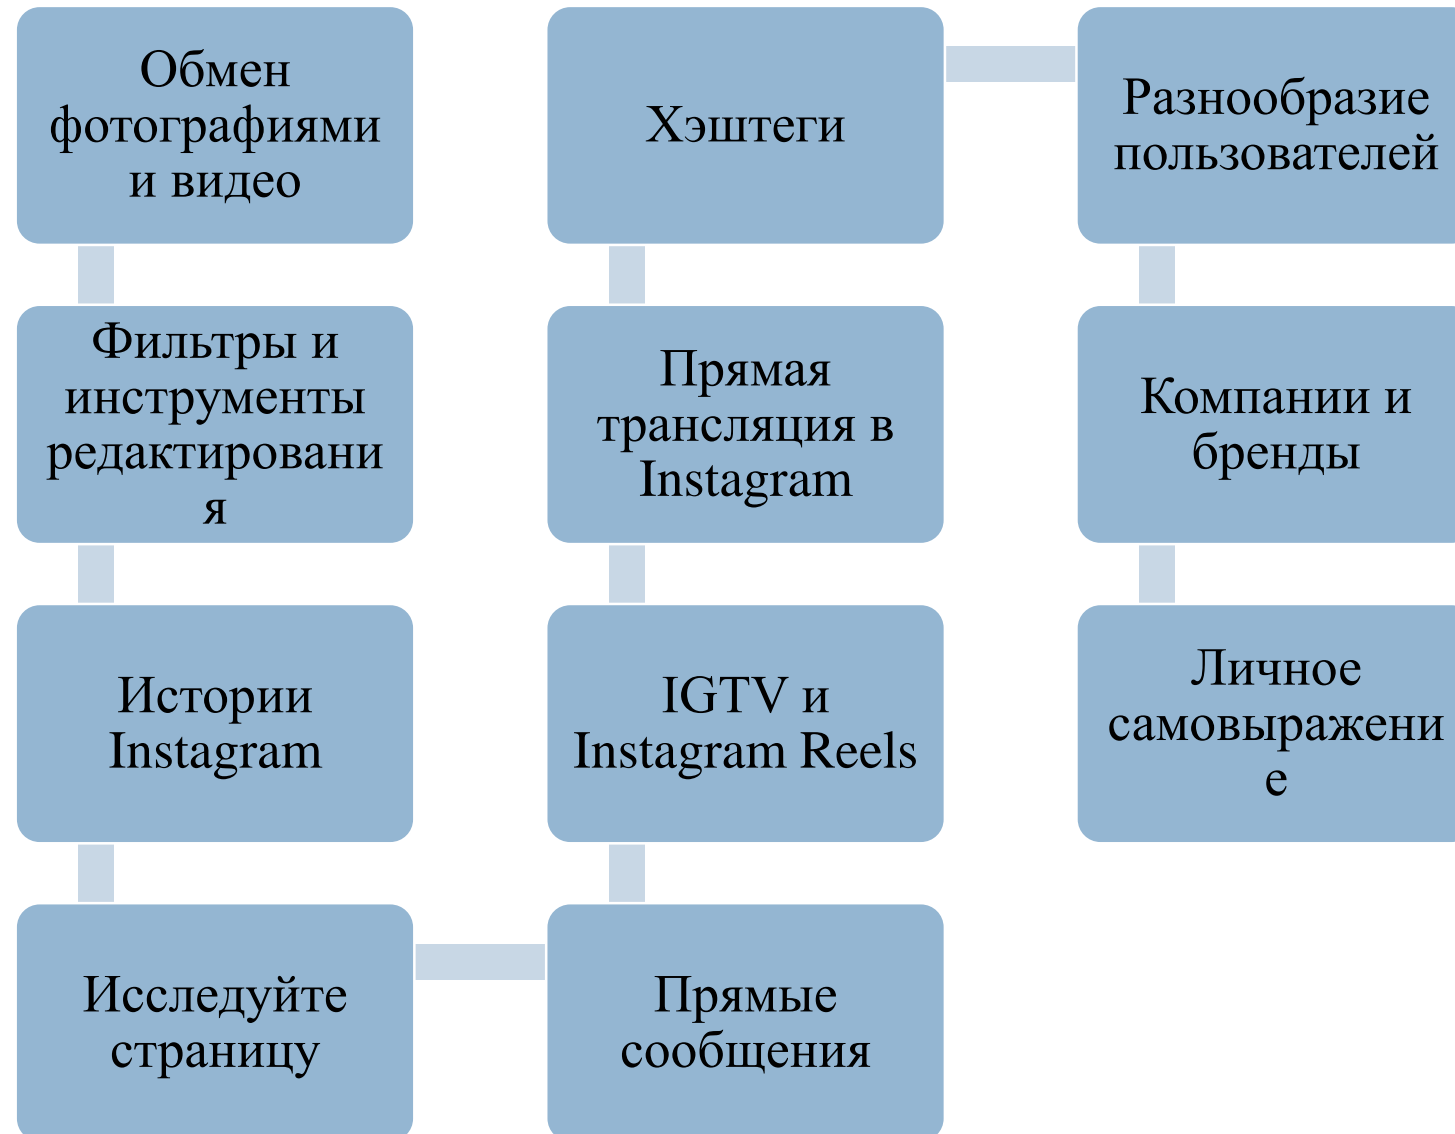 Обмен
фотографиями
и видео
Фильтры и
инструменты
редактировани
я
Истории
Instagram
Исследуйте
страницу
Прямые
сообщения
IGTV и
Instagram Reels
Прямая
трансляция в
Instagram
Хэштеги
Разнообразие
пользователей
Компании и
бренды
Личное
самовыражени
е